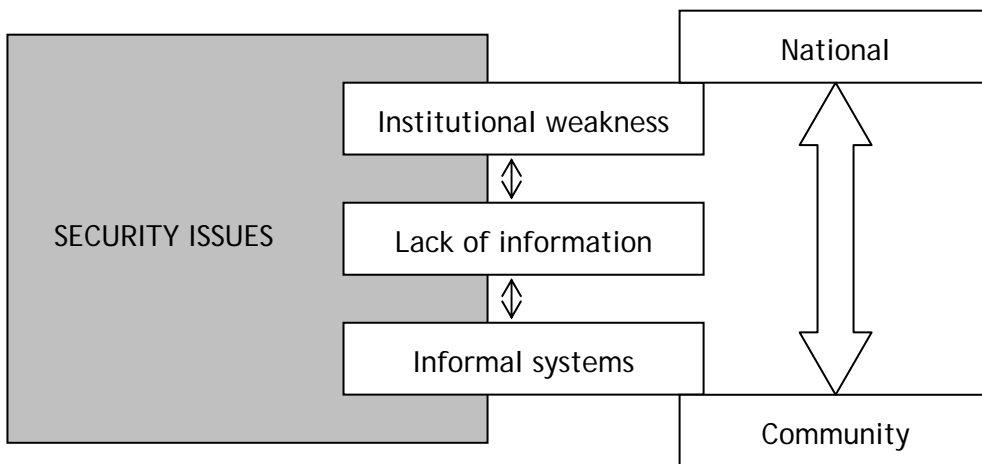 National
Institutional weakness
SECURITY ISSUES
Lack of information
Informal systems
Community